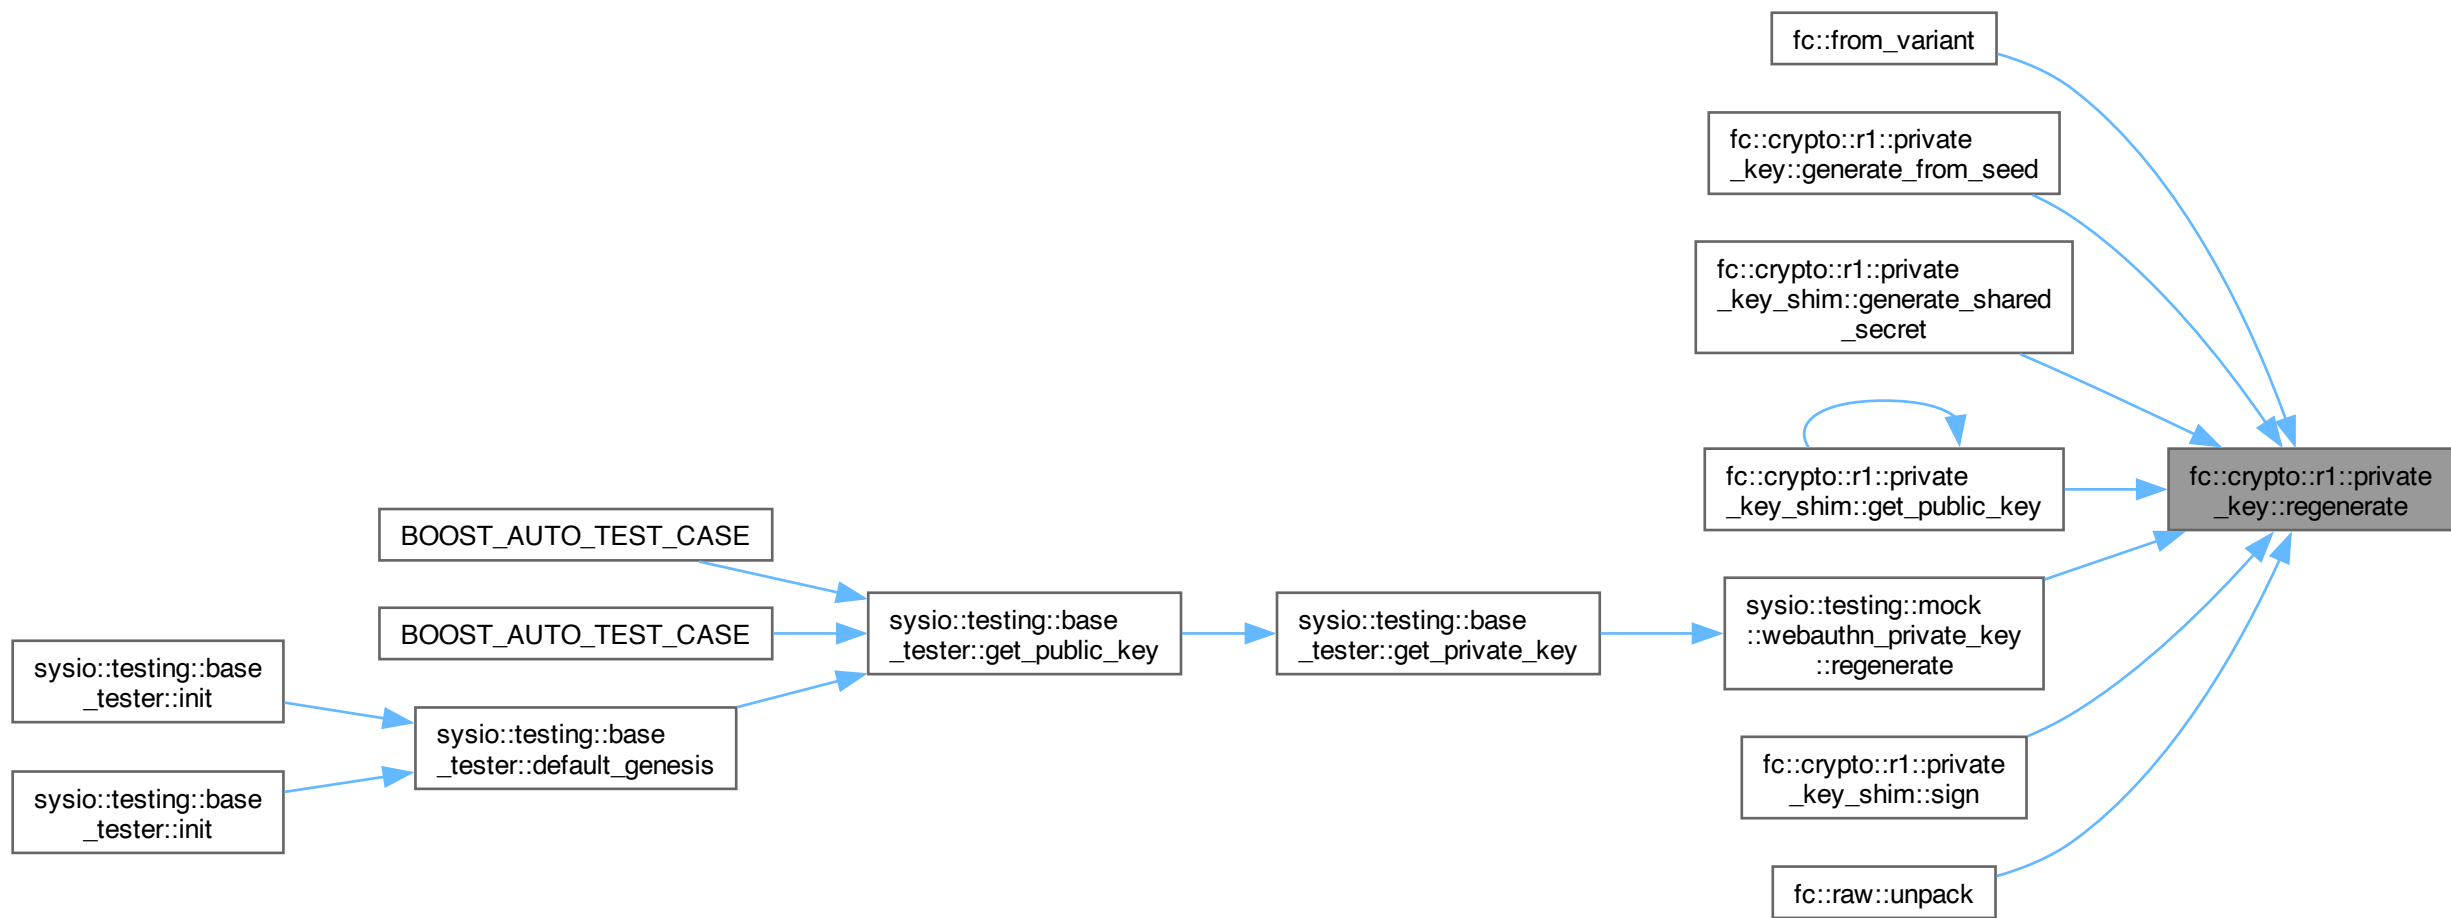 fc::from_variant
fc::crypto::r1::private
_key::generate_from_seed
fc::crypto::r1::private
_key_shim::generate_shared
_secret
fc::crypto::r1::private
_key_shim::get_public_key
fc::crypto::r1::private
_key::regenerate
BOOST_AUTO_TEST_CASE
BOOST_AUTO_TEST_CASE
sysio::testing::base
_tester::get_public_key
sysio::testing::base
_tester::get_private_key
sysio::testing::mock
::webauthn_private_key
::regenerate
sysio::testing::base
_tester::init
sysio::testing::base
_tester::default_genesis
sysio::testing::base
_tester::init
fc::crypto::r1::private
_key_shim::sign
fc::raw::unpack